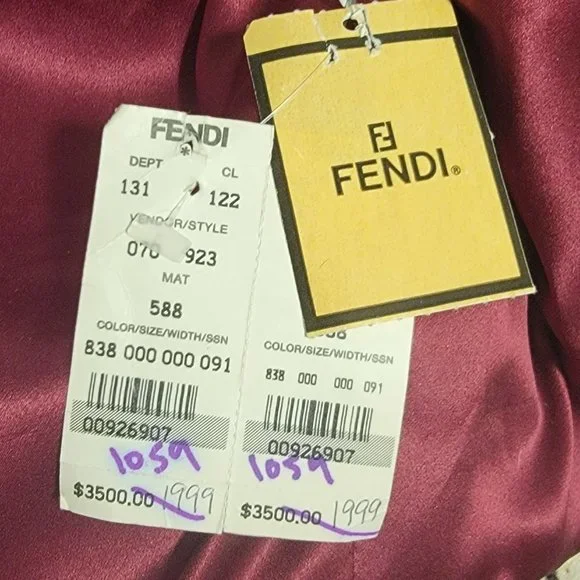 FENDI
DEPT CL
131 122
VENDOR/STYLE
070 923
MAT
588
COLOR/SIZE/WIDTH/SSN
838 000 000 091
00926907
1059
$3500.00 1999
FENDI®
COLOR/SIZE/WIDTH/SSN
838 000 000 091
00926907
1059
$3500.00 1999